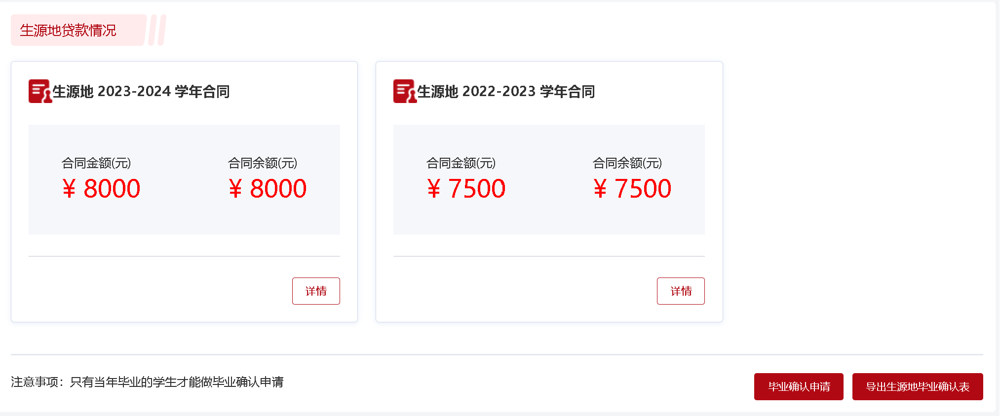 生源地贷款情况
生源地 2023-2024 学年合同
合同金额(元) 合同余额(元)
¥ 8000 ¥ 8000
详情
生源地 2022-2023 学年合同
合同金额(元) 合同余额(元)
¥ 7500 ¥ 7500
详情
注意事项：只有当年毕业的学生才能做毕业确认申请
毕业确认申请
导出生源地毕业确认表